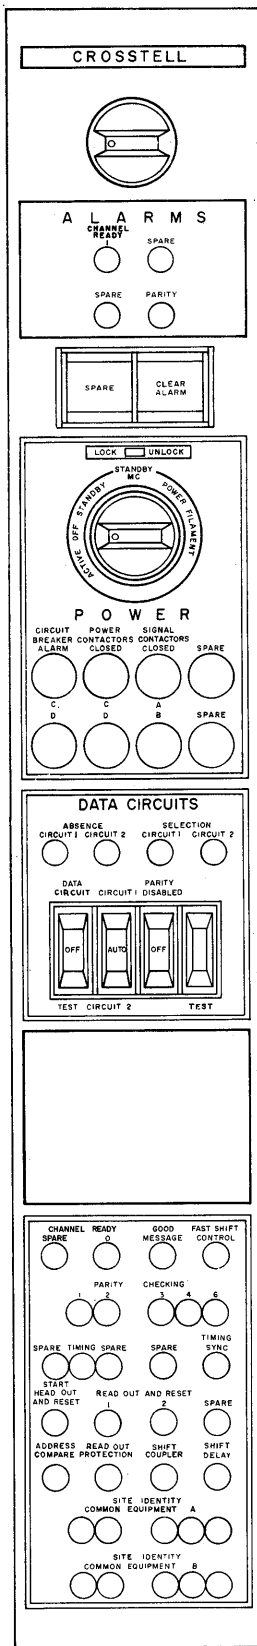 CROSSTELL
ALARMS
CHANNEL READY 1 SPARE
SPARE PARITY
SPARE CLEAR ALARM
LOCK UNLOCK
STANDBY MC
ACTIVE OFF STANDBY POWER FILAMENT
POWER
CIRCUIT POWER SIGNAL
BREAKER CONTACTORS CONTACTORS
ALARM CLOSED CLOSED SPARE
C. C A
D D B SPARE
DATA CIRCUITS
ABSENCE SELECTION
CIRCUIT 1 CIRCUIT 2 CIRCUIT 1 CIRCUIT 2
DATA PARITY
CIRCUIT CIRCUIT 1 DISABLED
OFF AUTO OFF
TEST CIRCUIT 2 TEST
CHANNEL READY GOOD FAST SHIFT
SPARE 0 MESSAGE CONTROL
PARITY CHECKING
1 2 3 4 6
TIMING
SPARE TIMING SPARE SPARE SYNC
START
HEAD OUT READ OUT AND RESET
AND RESET 1 2 SPARE
ADDRESS READ OUT SHIFT SHIFT
COMPARE PROTECTION COUPLER DELAY
SITE IDENTITY
COMMON EQUIPMENT A
SITE IDENTITY
COMMON EQUIPMENT B